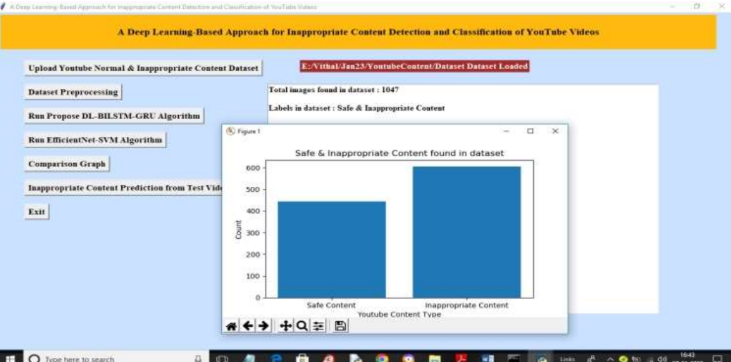 A Deep Learning-Based Approach for Inappropriate Content Detection and Classification of YouTube Videos
A Deep Learning-Based Approach for Inappropriate Content Detection and Classification of YouTube Videos
Upload Youtube Normal & Inappropriate Content Dataset
E:/Vithal/Jan23/YoutubeContent/Dataset Dataset Loaded
Dataset Preprocessing
Total images found in dataset : 1047
Labels in dataset : Safe & Inappropriate Content
Run Propose DL-BILSTM-GRU Algorithm
Run EfficientNet-SVM Algorithm
Comparison Graph
Inappropriate Content Prediction from Test Vide
Exit
Figure 1
Safe & Inappropriate Content found in dataset
600
500
400
300
200
100
0
Count
Safe Content
Inappropriate Content
Youtube Content Type
Type here to search
Links
16:43